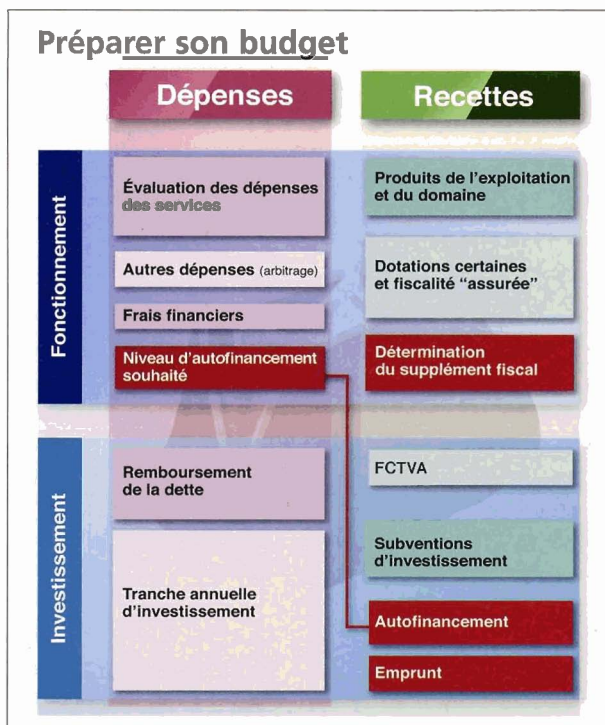 Préparer son budget
Dépenses
Recettes
Fonctionnement
Évaluation des dépenses
des services
Autres dépenses (arbitrage)
Frais financiers
Niveau d'autofinancement
souhaité
Produits de l'exploitation
et du domaine
Dotations certaines
et fiscalité "assurée"
Détermination
du supplément fiscal
Investissement
Remboursement
de la dette
Tranche annuelle
d'investissement
FCTVA
Subventions
d'investissement
Autofinancement
Emprunt